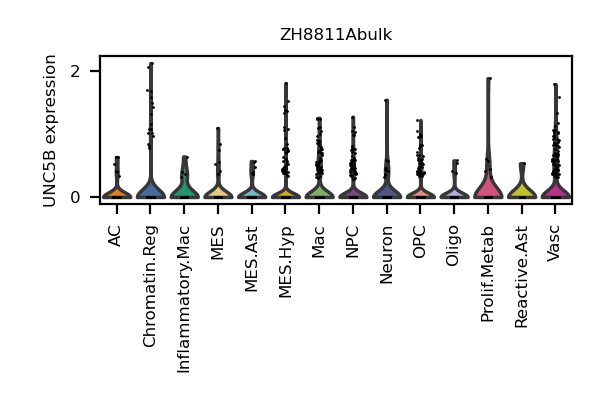 ZH8811Abulk
UNC5B expression
2
0
AC
Chromatin.Reg
Inflammatory.Mac
MES
MES.Ast
MES.Hyp
Mac
NPC
Neuron
OPC
Oligo
Prolif.Metab
Reactive.Ast
Vasc